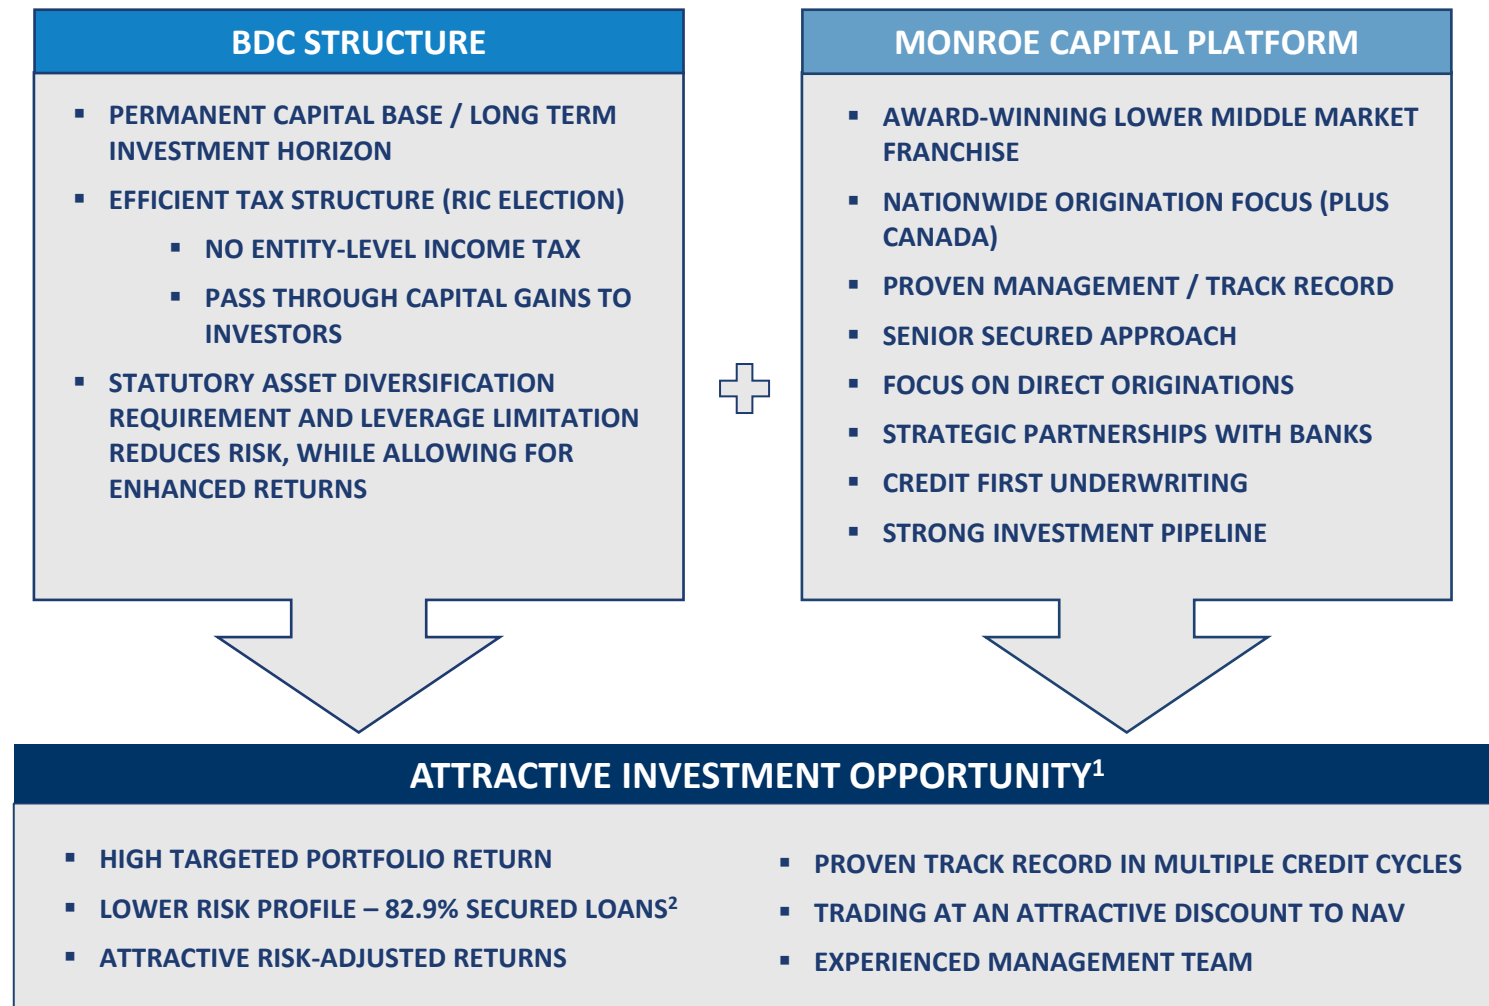 BDC STRUCTURE
▪ PERMANENT CAPITAL BASE / LONG TERM
INVESTMENT HORIZON
▪ EFFICIENT TAX STRUCTURE (RIC ELECTION)
▪ NO ENTITY-LEVEL INCOME TAX
▪ PASS THROUGH CAPITAL GAINS TO
INVESTORS
▪ STATUTORY ASSET DIVERSIFICATION
REQUIREMENT AND LEVERAGE LIMITATION
REDUCES RISK, WHILE ALLOWING FOR
ENHANCED RETURNS
MONROE CAPITAL PLATFORM
▪ AWARD-WINNING LOWER MIDDLE MARKET
FRANCHISE
▪ NATIONWIDE ORIGINATION FOCUS (PLUS
CANADA)
▪ PROVEN MANAGEMENT / TRACK RECORD
▪ SENIOR SECURED APPROACH
▪ FOCUS ON DIRECT ORIGINATIONS
▪ STRATEGIC PARTNERSHIPS WITH BANKS
▪ CREDIT FIRST UNDERWRITING
▪ STRONG INVESTMENT PIPELINE
ATTRACTIVE INVESTMENT OPPORTUNITY¹
▪ HIGH TARGETED PORTFOLIO RETURN
▪ LOWER RISK PROFILE – 82.9% SECURED LOANS²
▪ ATTRACTIVE RISK-ADJUSTED RETURNS
▪ PROVEN TRACK RECORD IN MULTIPLE CREDIT CYCLES
▪ TRADING AT AN ATTRACTIVE DISCOUNT TO NAV
▪ EXPERIENCED MANAGEMENT TEAM